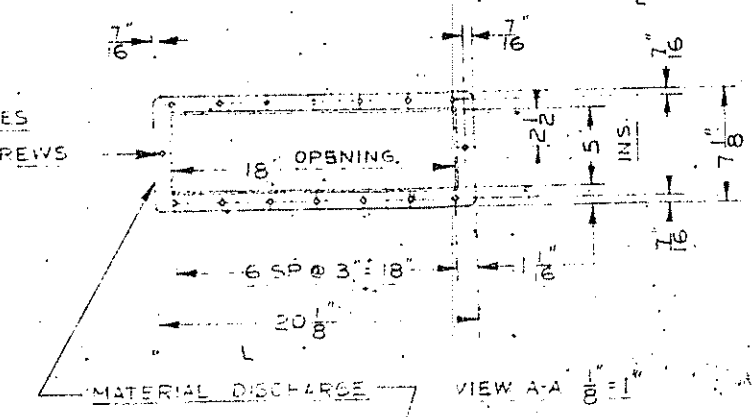 7/16"
7/16"
7/16"
ES
REWS
18" OPENING.
2 1/2"
5" INS.
7 1/8"
7/16"
6 SP @ 3" = 18"
1 1/16"
20 1/8"
L
MATERIAL DISCHARGE
VIEW A-A 1/8" = 1"